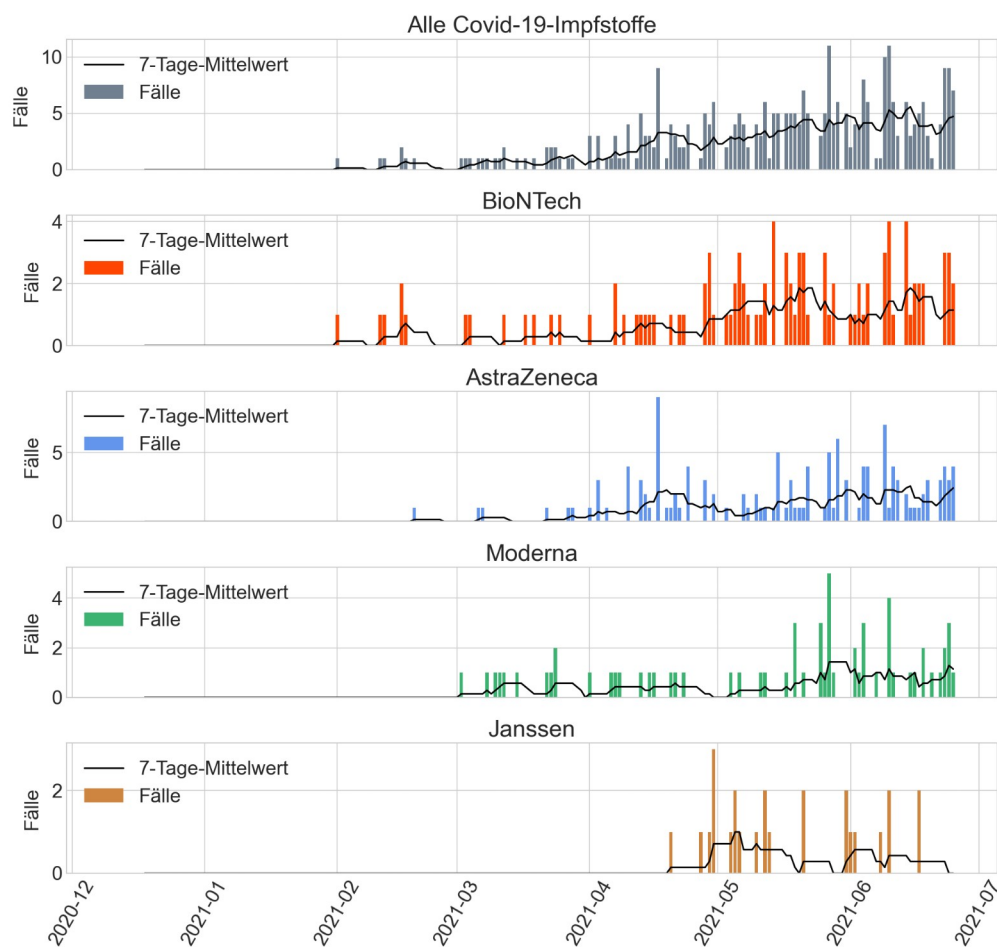 Alle Covid-19-Impfstoffe
10
5
0
Fälle
7-Tage-Mittelwert
Fälle
BioNTech
4
2
0
Fälle
7-Tage-Mittelwert
Fälle
AstraZeneca
5
0
Fälle
7-Tage-Mittelwert
Fälle
Moderna
4
2
0
Fälle
7-Tage-Mittelwert
Fälle
Janssen
2
0
Fälle
7-Tage-Mittelwert
Fälle
2020-12
2021-01
2021-02
2021-03
2021-04
2021-05
2021-06
2021-07